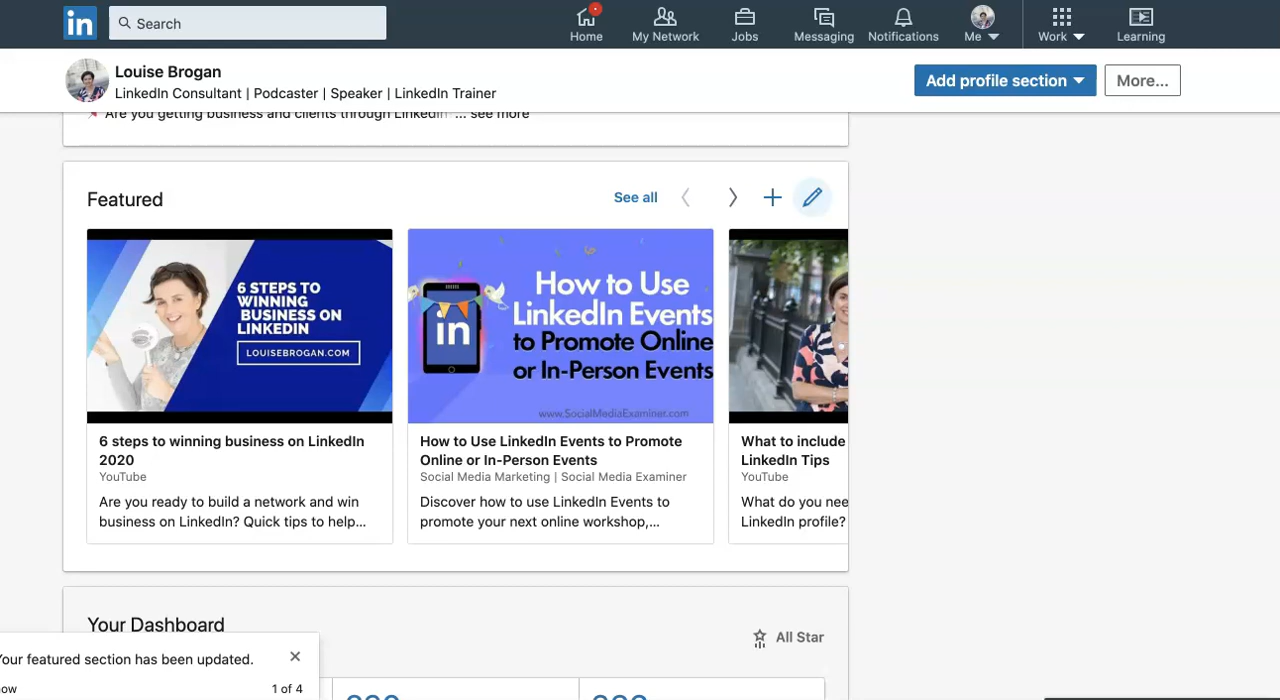 in
Search
Home
My Network
Jobs
Messaging
Notifications
Me
Work
Learning
Louise Brogan
LinkedIn Consultant | Podcaster | Speaker | LinkedIn Trainer
Add profile section
More...
Are you getting business and clients through LinkedIn ... see more
Featured
See all
6 STEPS TO
WINNING
BUSINESS ON
LINKEDIN
LOUISEBROGAN.COM
6 steps to winning business on LinkedIn
2020
YouTube
Are you ready to build a network and win
business on LinkedIn? Quick tips to help...
in
How to Use
LinkedIn Events
to Promote Online
or In-Person Events
www.SocialMediaExaminer.com
How to Use LinkedIn Events to Promote
Online or In-Person Events
Social Media Marketing | Social Media Examiner
Discover how to use LinkedIn Events to
promote your next online workshop,...
What to include
LinkedIn Tips
YouTube
What do you nee
LinkedIn profile?
Your Dashboard
All Star
Your featured section has been updated.
ow
1 of 4